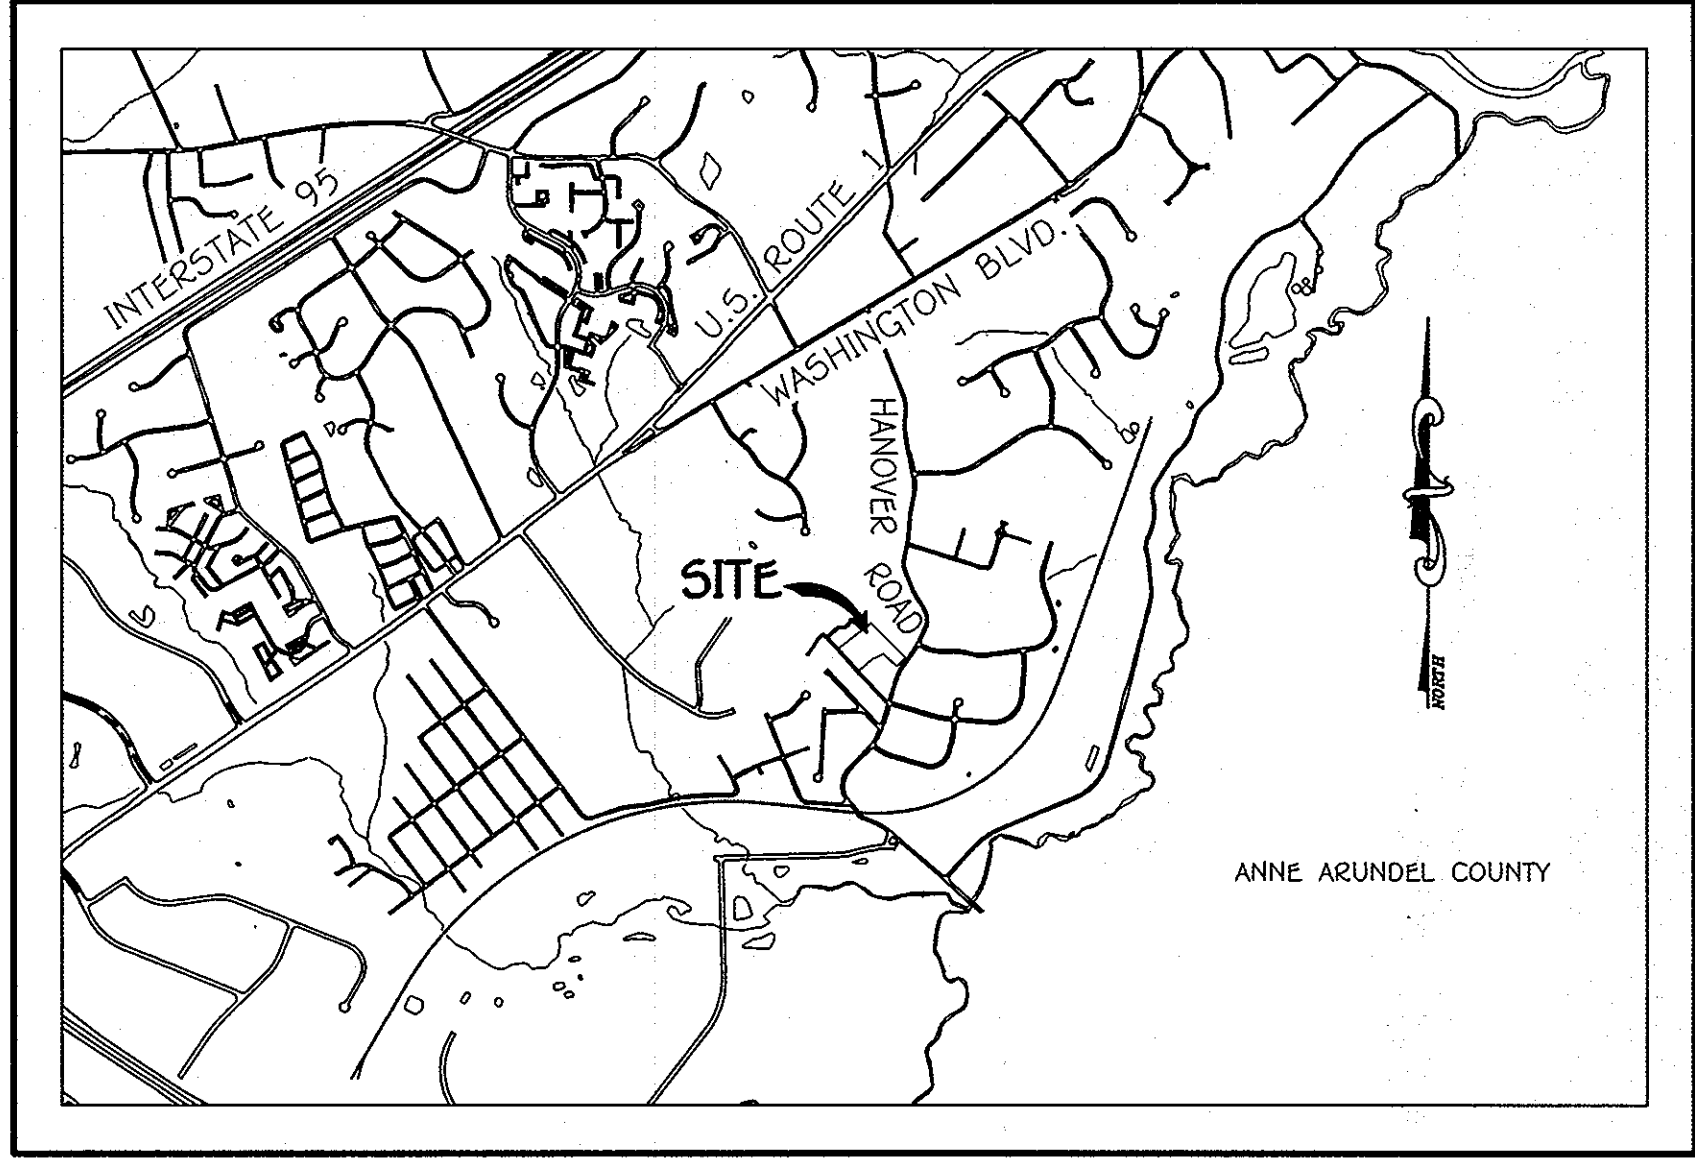 INTERSTATE 95
U.S. ROUTE 1
WASHINGTON BLVD.
HANOVER ROAD
SITE
NORTH
ANNE ARUNDEL COUNTY